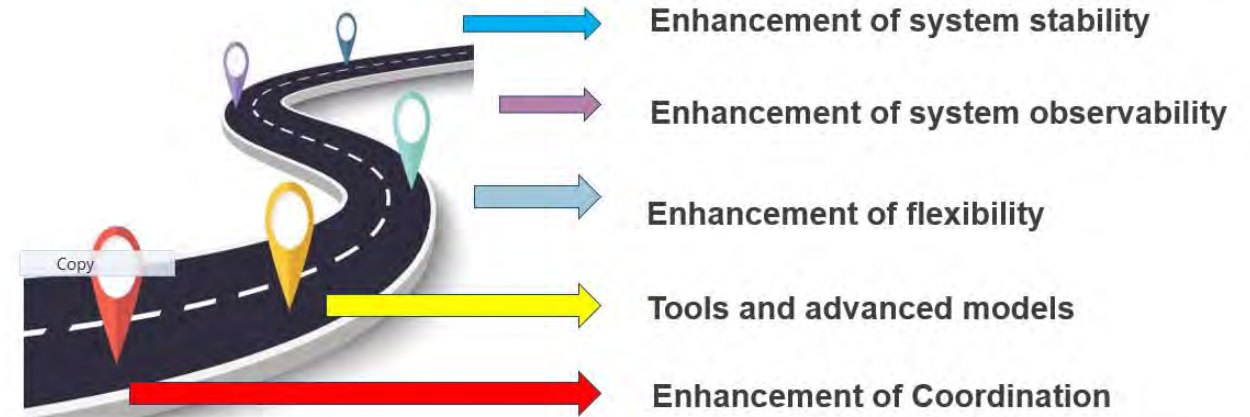 Enhancement of system stability
Enhancement of system observability
Enhancement of flexibility
Copy
Tools and advanced models
Enhancement of Coordination